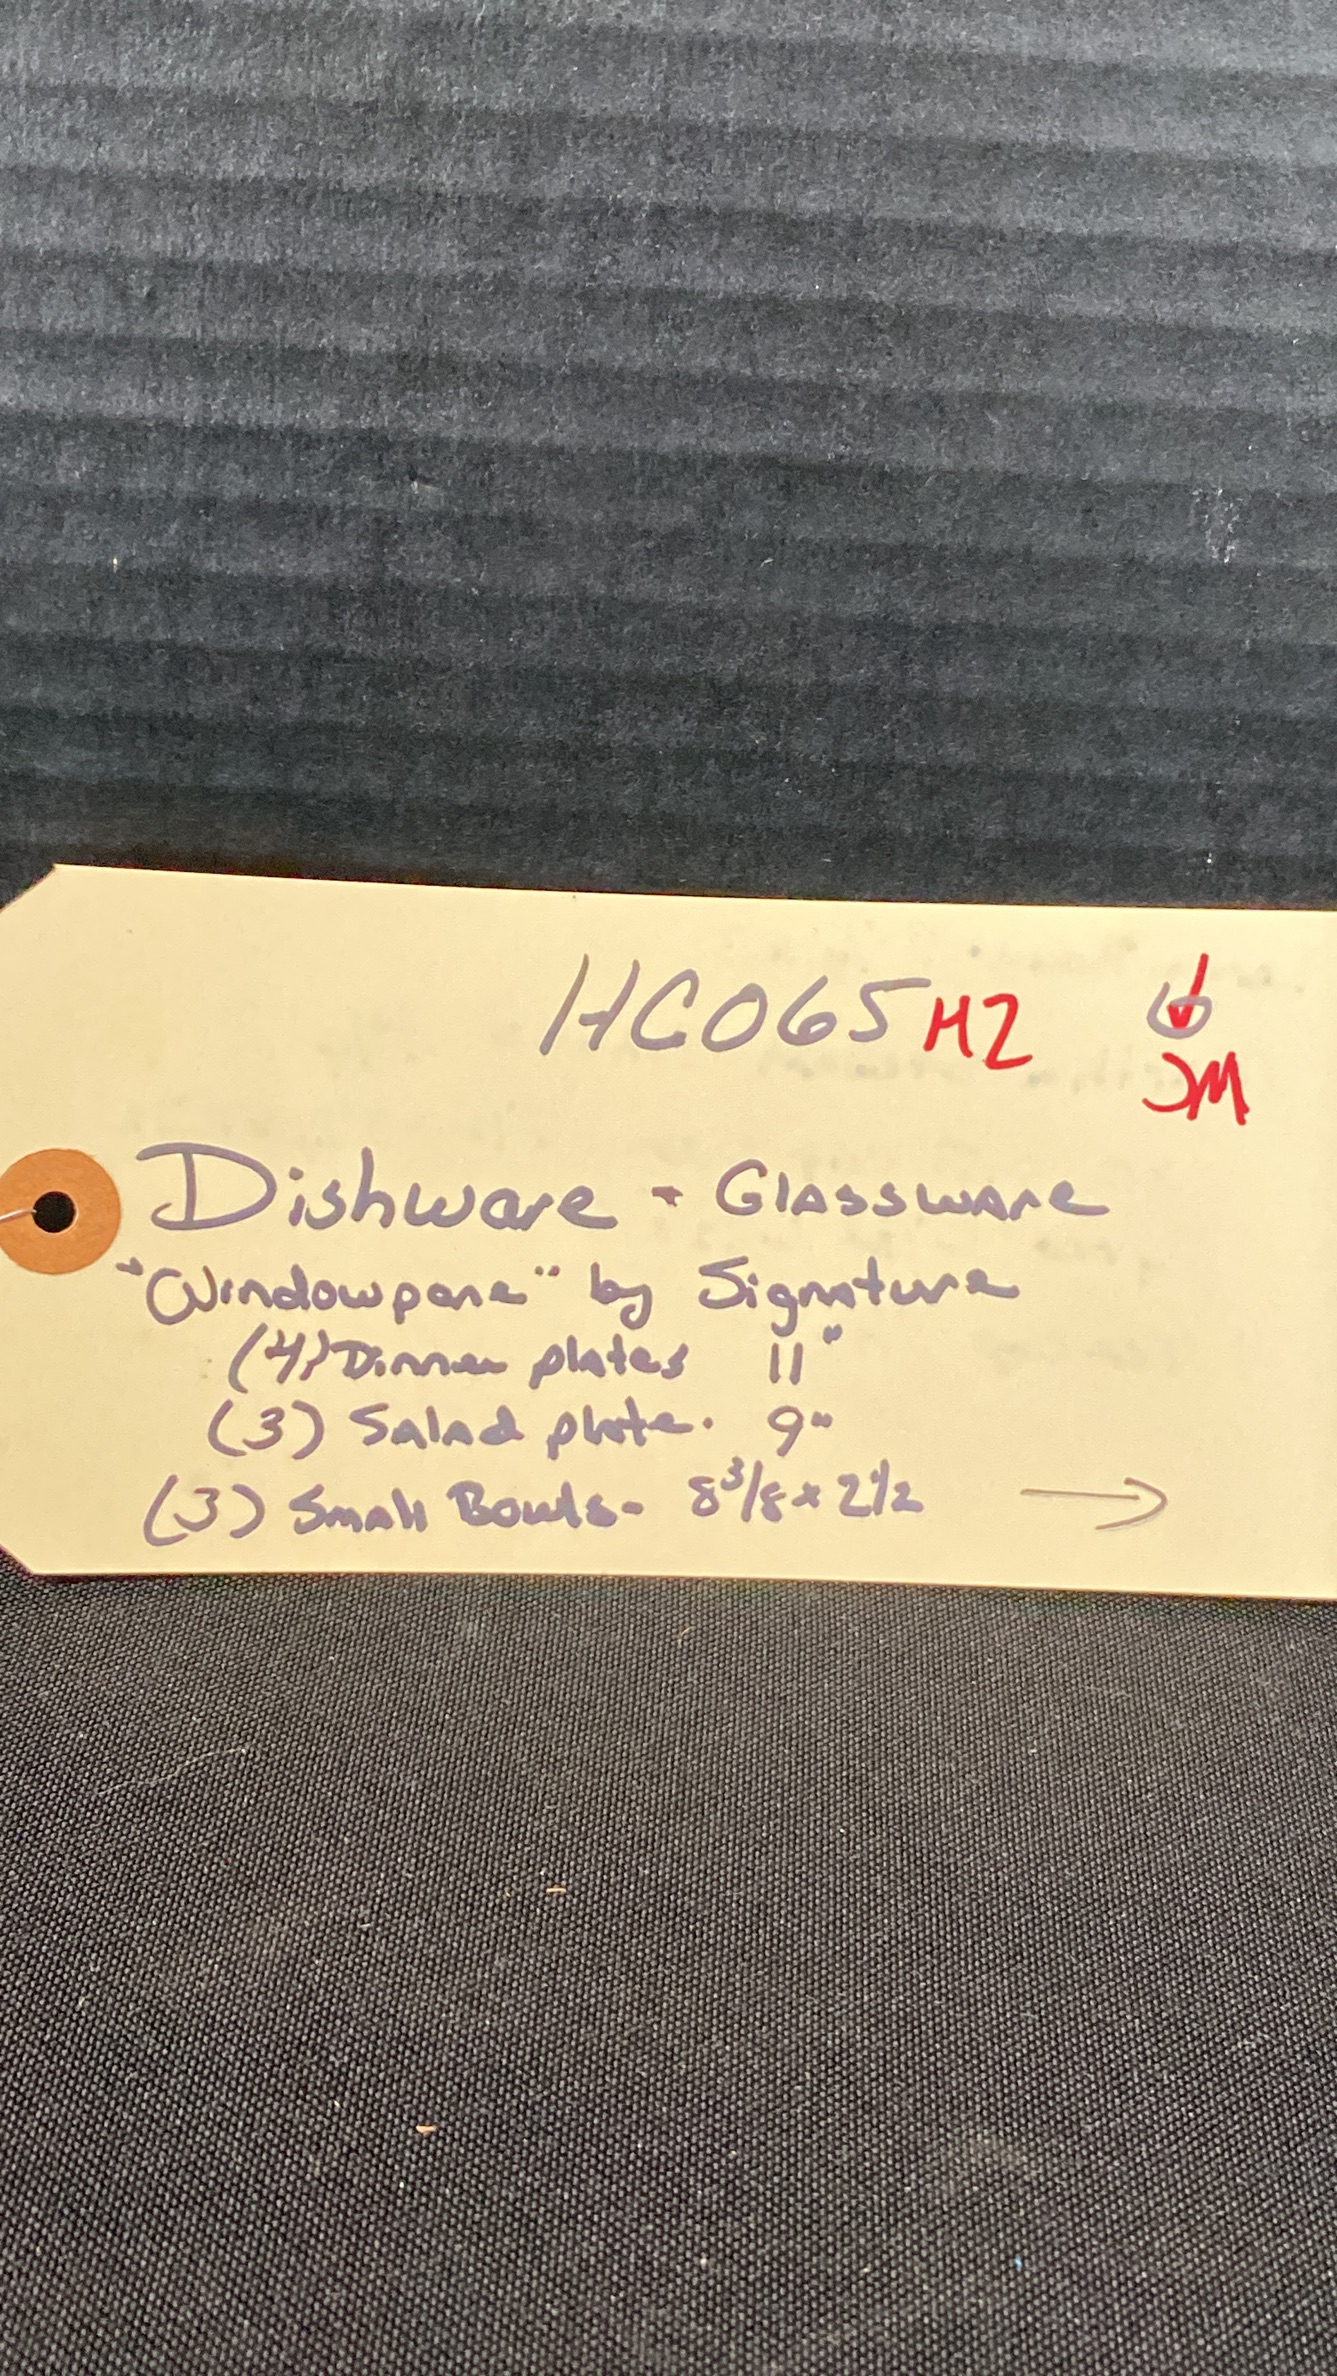 HC065 HZ
JM
Dishware - Glassware
"Windowpane" by Signature
(4) Dinner plates 11"
(3) Salad plate. 9"
(3) Small Bowls- 8 3/8 x 2 1/2